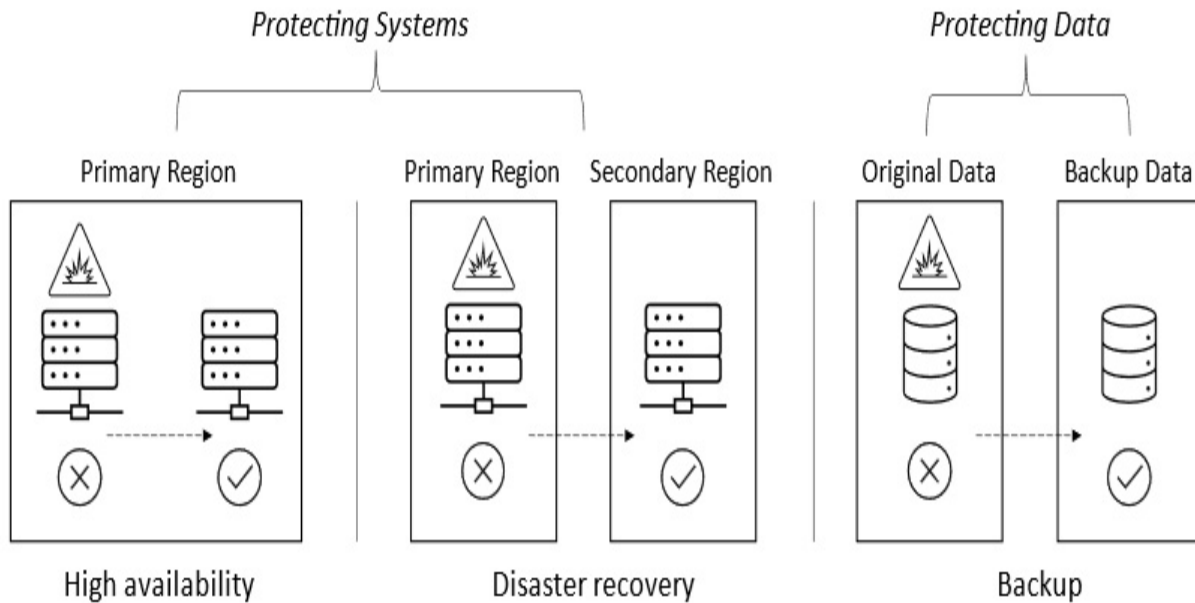 Protecting Systems
Protecting Data
Primary Region
Primary Region
Secondary Region
Original Data
Backup Data
High availability
Disaster recovery
Backup